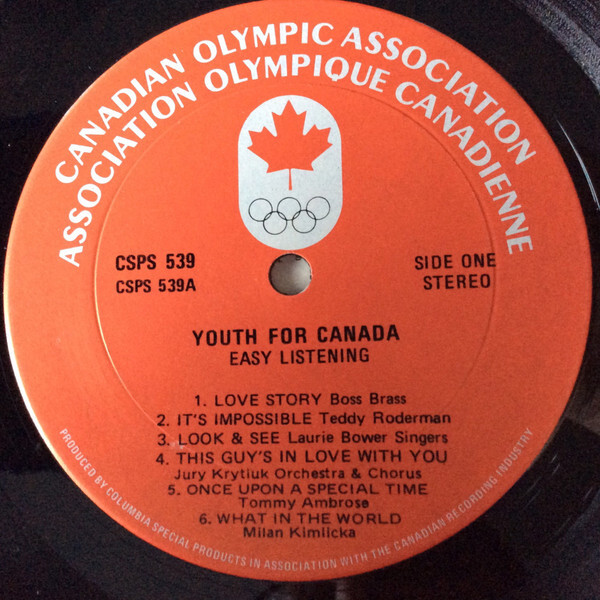 CANADIAN OLYMPIC ASSOCIATION
ASSOCIATION OLYMPIQUE CANADIENNE
CSPS 539
CSPS 539A
SIDE ONE
STEREO
YOUTH FOR CANADA
EASY LISTENING
1. LOVE STORY Boss Brass
2. IT'S IMPOSSIBLE Teddy Roderman
3. LOOK & SEE Laurie Bower Singers
4. THIS GUY'S IN LOVE WITH YOU
Jury Krytiuk Orchestra & Chorus
5. ONCE UPON A SPECIAL TIME
Tommy Ambrose
6. WHAT IN THE WORLD
Milan Kimlicka
PRODUCED BY COLUMBIA SPECIAL PRODUCTS IN ASSOCIATION WITH THE CANADIAN RECORDING INDUSTRY